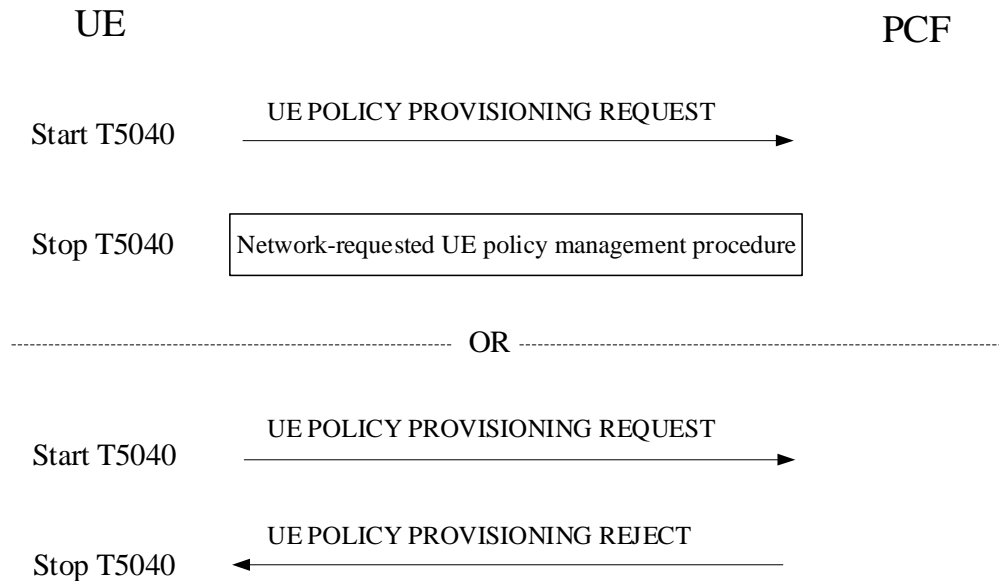 UE
PCF
UE POLICY PROVISIONING REQUEST
Start T5040
Stop T5040
Network-requested UE policy management procedure
OR
UE POLICY PROVISIONING REQUEST
Start T5040
UE POLICY PROVISIONING REJECT
Stop T5040